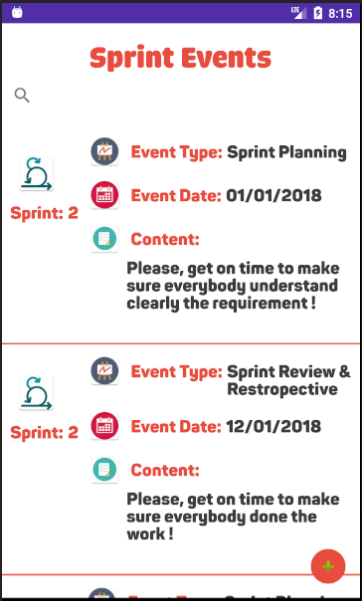 LTE 8:15
Sprint Events
Event Type: Sprint Planning
Event Date: 01/01/2018
Sprint: 2
Content:
Please, get on time to make
sure everybody understand
clearly the requirement !
Event Type: Sprint Review &
Restropective
Event Date: 12/01/2018
Sprint: 2
Content:
Please, get on time to make
sure everybody done the
work !